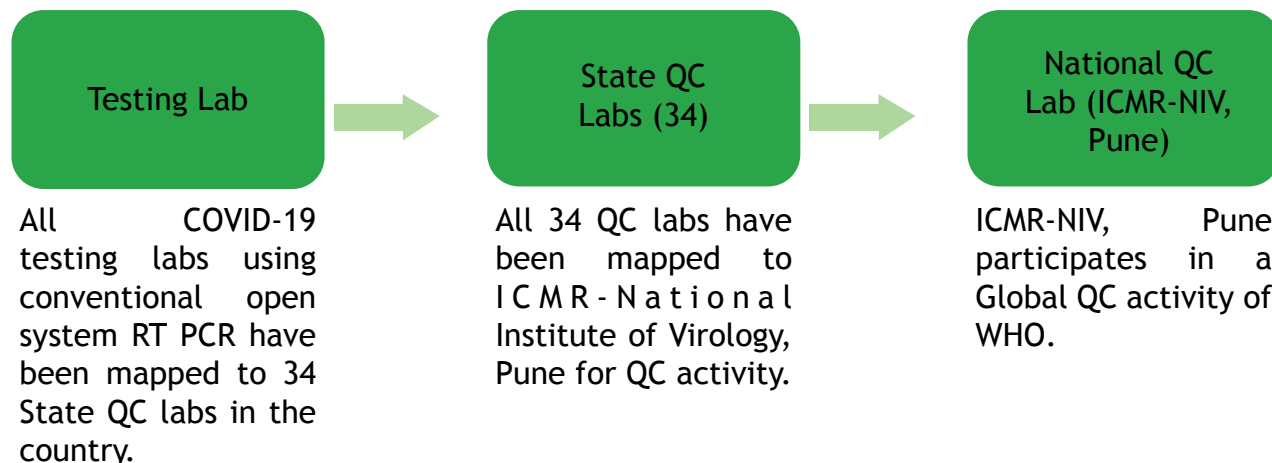 Testing Lab
State QC
Labs (34)
National QC
Lab (ICMR-NIV,
Pune)
All COVID-19
testing labs using
conventional open
system RT PCR have
been mapped to 34
State QC labs in the
country.
All 34 QC labs have
been mapped to
ICMR-National
Institute of Virology,
Pune for QC activity.
ICMR-NIV, Pune
participates in a
Global QC activity of
WHO.